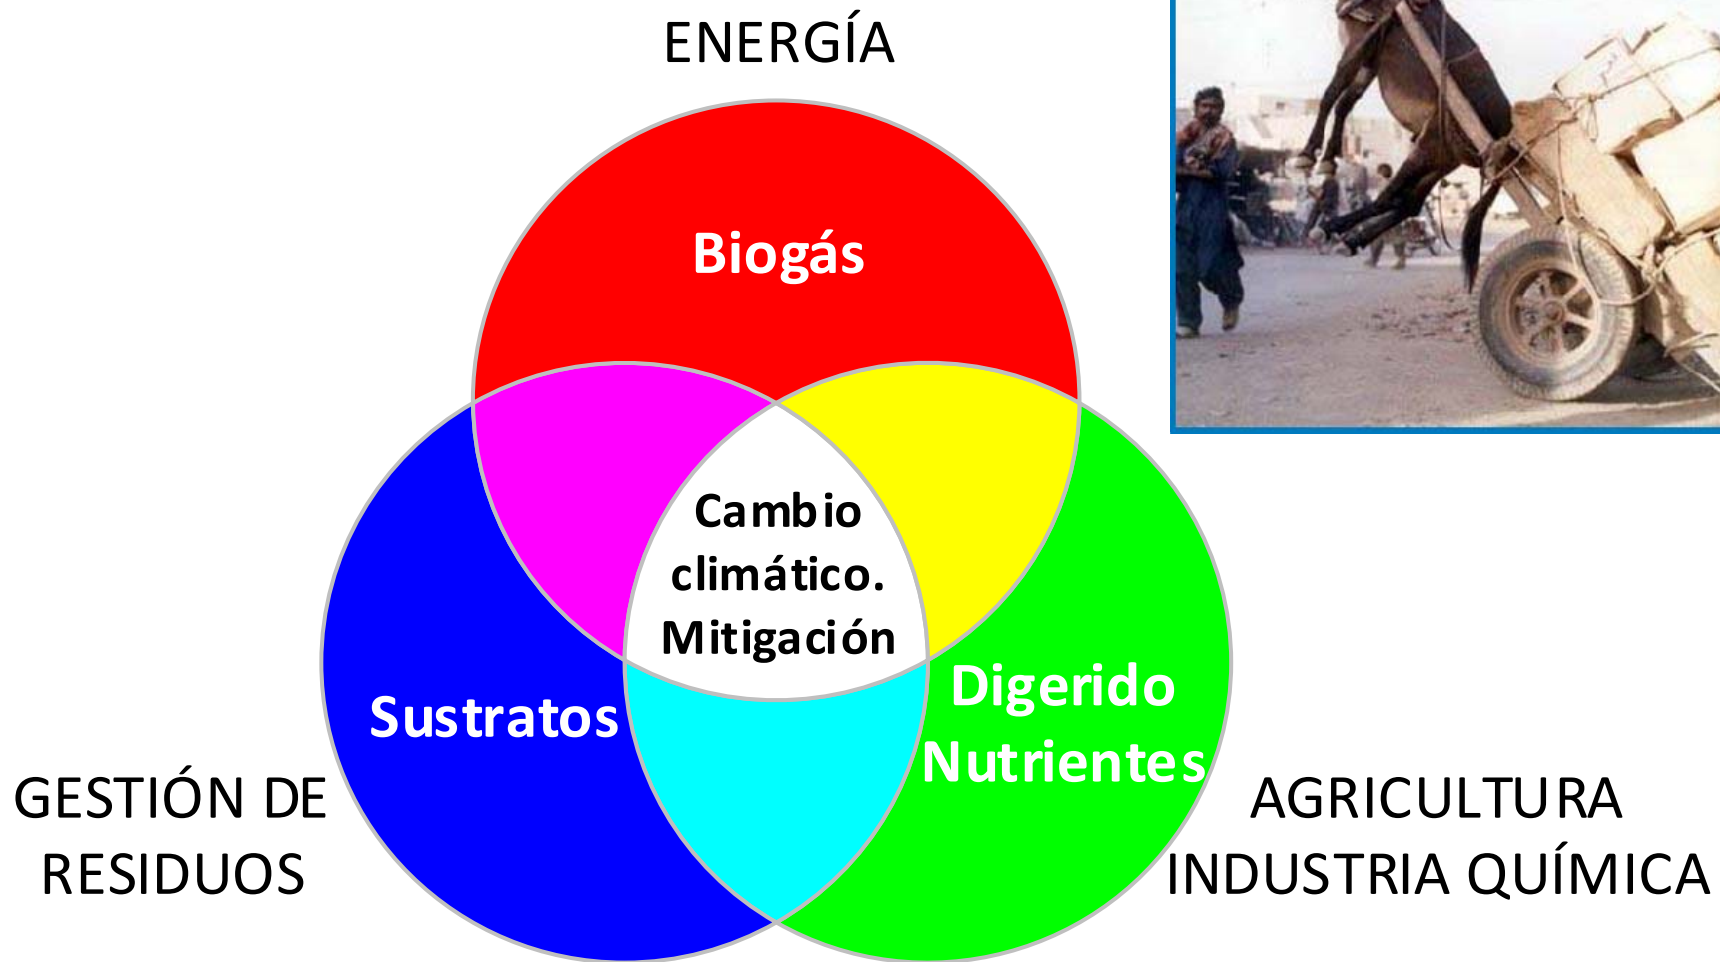 ENERGÍA
Biogás
Cambio
climático.
Mitigación
Sustratos
Digerido
Nutrientes
GESTIÓN DE
RESIDUOS
AGRICULTURA
INDUSTRIA QUÍMICA